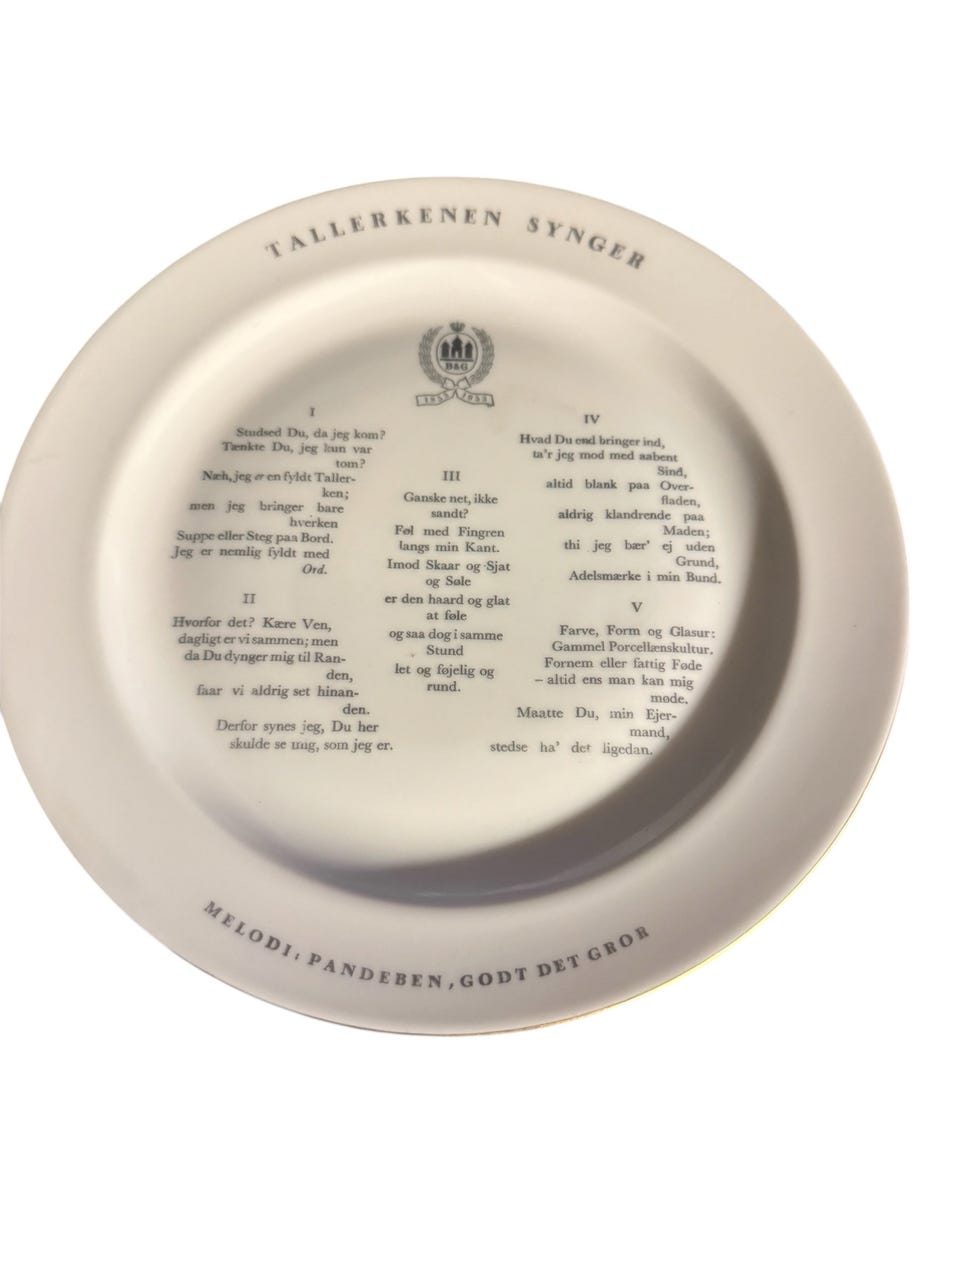 TALLERKENEN SYNGER
B&G
1853 1953
I
Studsed Du, da jeg kom?
Tænkte Du, jeg kun var
tom?
Næh, jeg er en fyldt Taller-
ken;
men jeg bringer bare
hverken
Suppe eller Steg paa Bord.
Jeg er nemlig fyldt med
Ord.
II
Hvorfor det? Kære Ven,
dagligt er vi sammen; men
da Du dynger mig til Ran-
den,
faar vi aldrig set hinan-
den.
Derfor synes jeg, Du her
skulde se mig, som jeg er.
III
Ganske net, ikke
sandt?
Føl med Fingren
langs min Kant.
Imod Skaar og Sjat
og Søle
er den haard og glat
at føle
og saa dog i samme
Stund
let og føjelig og
rund.
IV
Hvad Du end bringer ind,
ta'r jeg mod med aabent
Sind,
altid blank paa Over-
fladen,
aldrig klandrende paa
Maden;
thi jeg bær' ej uden
Grund,
Adelsmærke i min Bund.
V
Farve, Form og Glasur:
Gammel Porcellænskultur.
Fornem eller fattig Føde
– altid ens man kan mig
møde.
Maatte Du, min Ejer-
mand,
stedse ha' det ligedan.
MELODI: PANDEBEN, GODT DET GROR